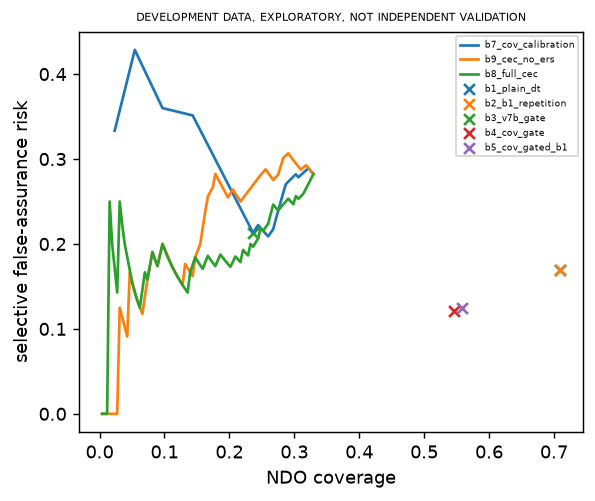 DEVELOPMENT DATA, EXPLORATORY, NOT INDEPENDENT VALIDATION
b7_cov_calibration
b9_cec_no_ers
b8_full_cec
b1_plain_dt
b2_b1_repetition
b3_v7b_gate
b4_cov_gate
b5_cov_gated_b1
selective false-assurance risk
0.4
0.3
0.2
0.1
0.0
0.0 0.1 0.2 0.3 0.4 0.5 0.6 0.7
NDO coverage